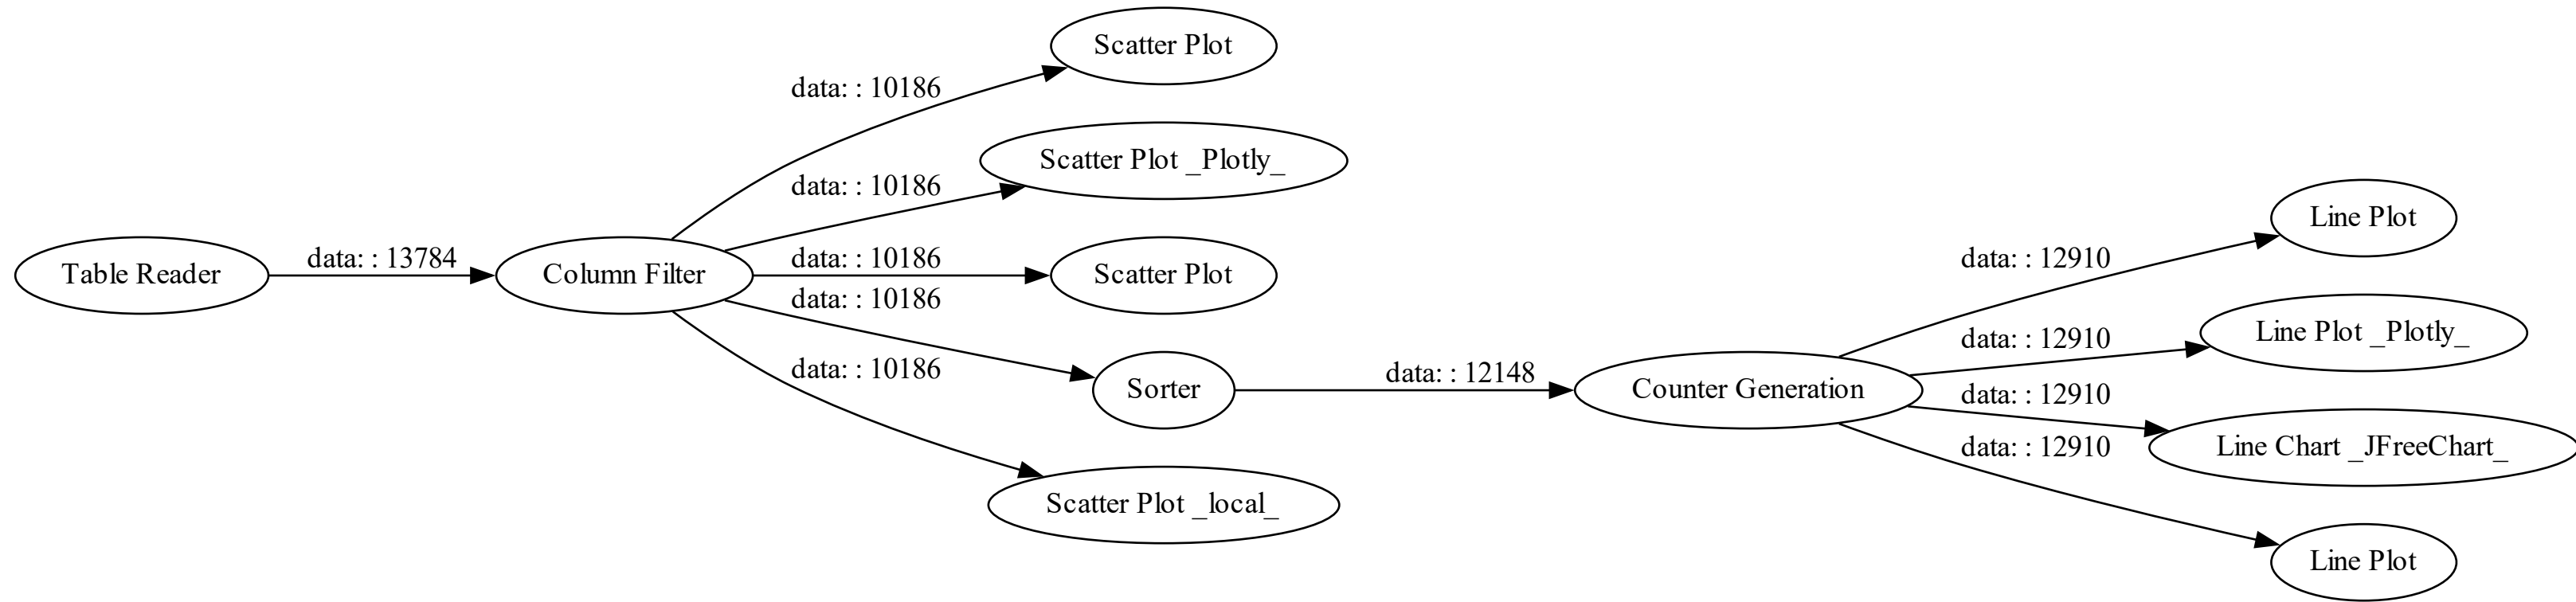 Table Reader
data: : 13784
Column Filter
data: : 10186
data: : 10186
data: : 10186
data: : 10186
data: : 10186
Scatter Plot
Scatter Plot _Plotly_
Scatter Plot
Sorter
Scatter Plot _local_
data: : 12148
Counter Generation
data: : 12910
data: : 12910
data: : 12910
data: : 12910
Line Plot
Line Plot _Plotly_
Line Chart _JFreeChart_
Line Plot